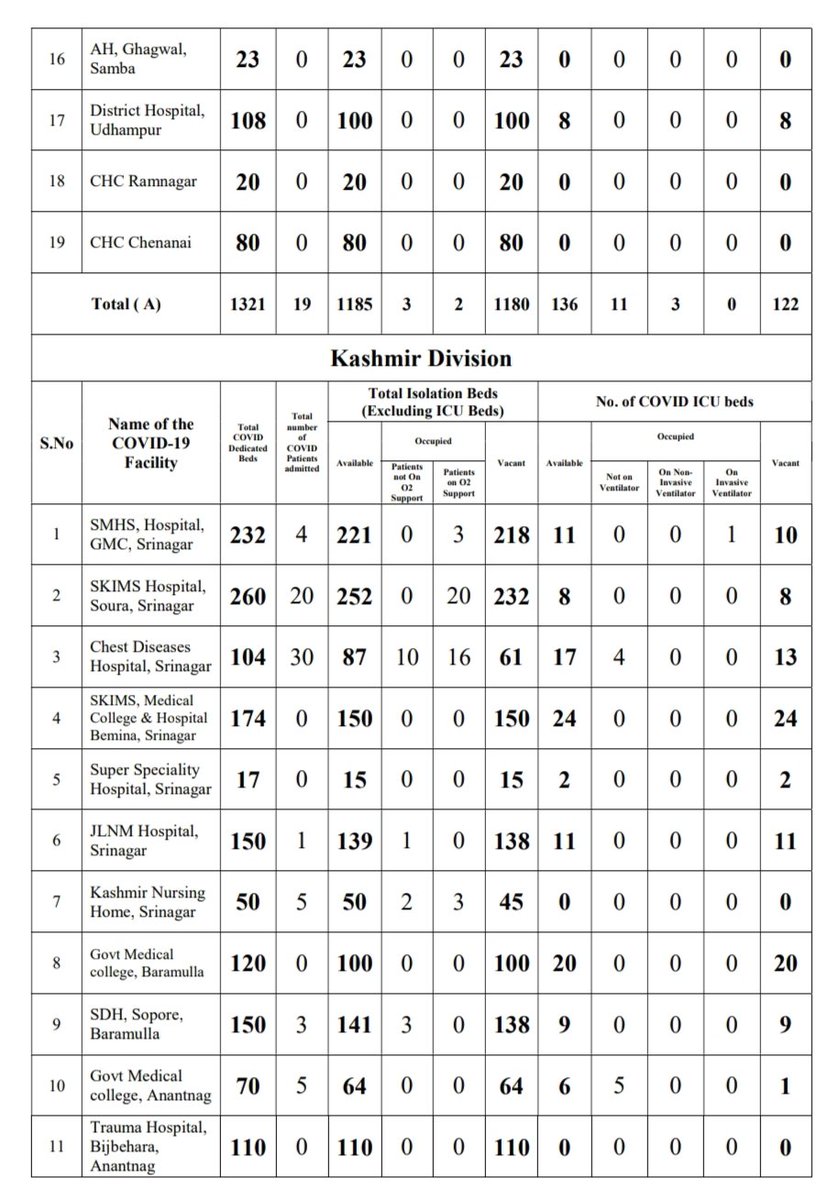 16 AH, Ghagwal, Samba 23 0 23 0 0 23 0 0 0 0 0
17 District Hospital, Udhampur 108 0 100 0 0 100 8 0 0 0 8
18 CHC Ramnagar 20 0 20 0 0 20 0 0 0 0 0
19 CHC Chenanai 80 0 80 0 0 80 0 0 0 0 0
Total ( A) 1321 19 1185 3 2 1180 136 11 3 0 122
Kashmir Division
S.No
Name of the COVID-19 Facility
Total COVID Dedicated Beds
Total number of COVID Patients admitted
Total Isolation Beds (Excluding ICU Beds)
Available
Occupied
Patients not On O2 Support
Patients on O2 Support
Vacant
No. of COVID ICU beds
Available
Occupied
Not on Ventilator
On Non-Invasive Ventilator
On Invasive Ventilator
Vacant
1 SMHS, Hospital, GMC, Srinagar 232 4 221 0 3 218 11 0 0 1 10
2 SKIMS Hospital, Soura, Srinagar 260 20 252 0 20 232 8 0 0 0 8
3 Chest Diseases Hospital, Srinagar 104 30 87 10 16 61 17 4 0 0 13
4 SKIMS, Medical College & Hospital Bemina, Srinagar 174 0 150 0 0 150 24 0 0 0 24
5 Super Speciality Hospital, Srinagar 17 0 15 0 0 15 2 0 0 0 2
6 JLNM Hospital, Srinagar 150 1 139 1 0 138 11 0 0 0 11
7 Kashmir Nursing Home, Srinagar 50 5 50 2 3 45 0 0 0 0 0
8 Govt Medical college, Baramulla 120 0 100 0 0 100 20 0 0 0 20
9 SDH, Sopore, Baramulla 150 3 141 3 0 138 9 0 0 0 9
10 Govt Medical college, Anantnag 70 5 64 0 0 64 6 5 0 0 1
11 Trauma Hospital, Bijbehara, Anantnag 110 0 110 0 0 110 0 0 0 0 0